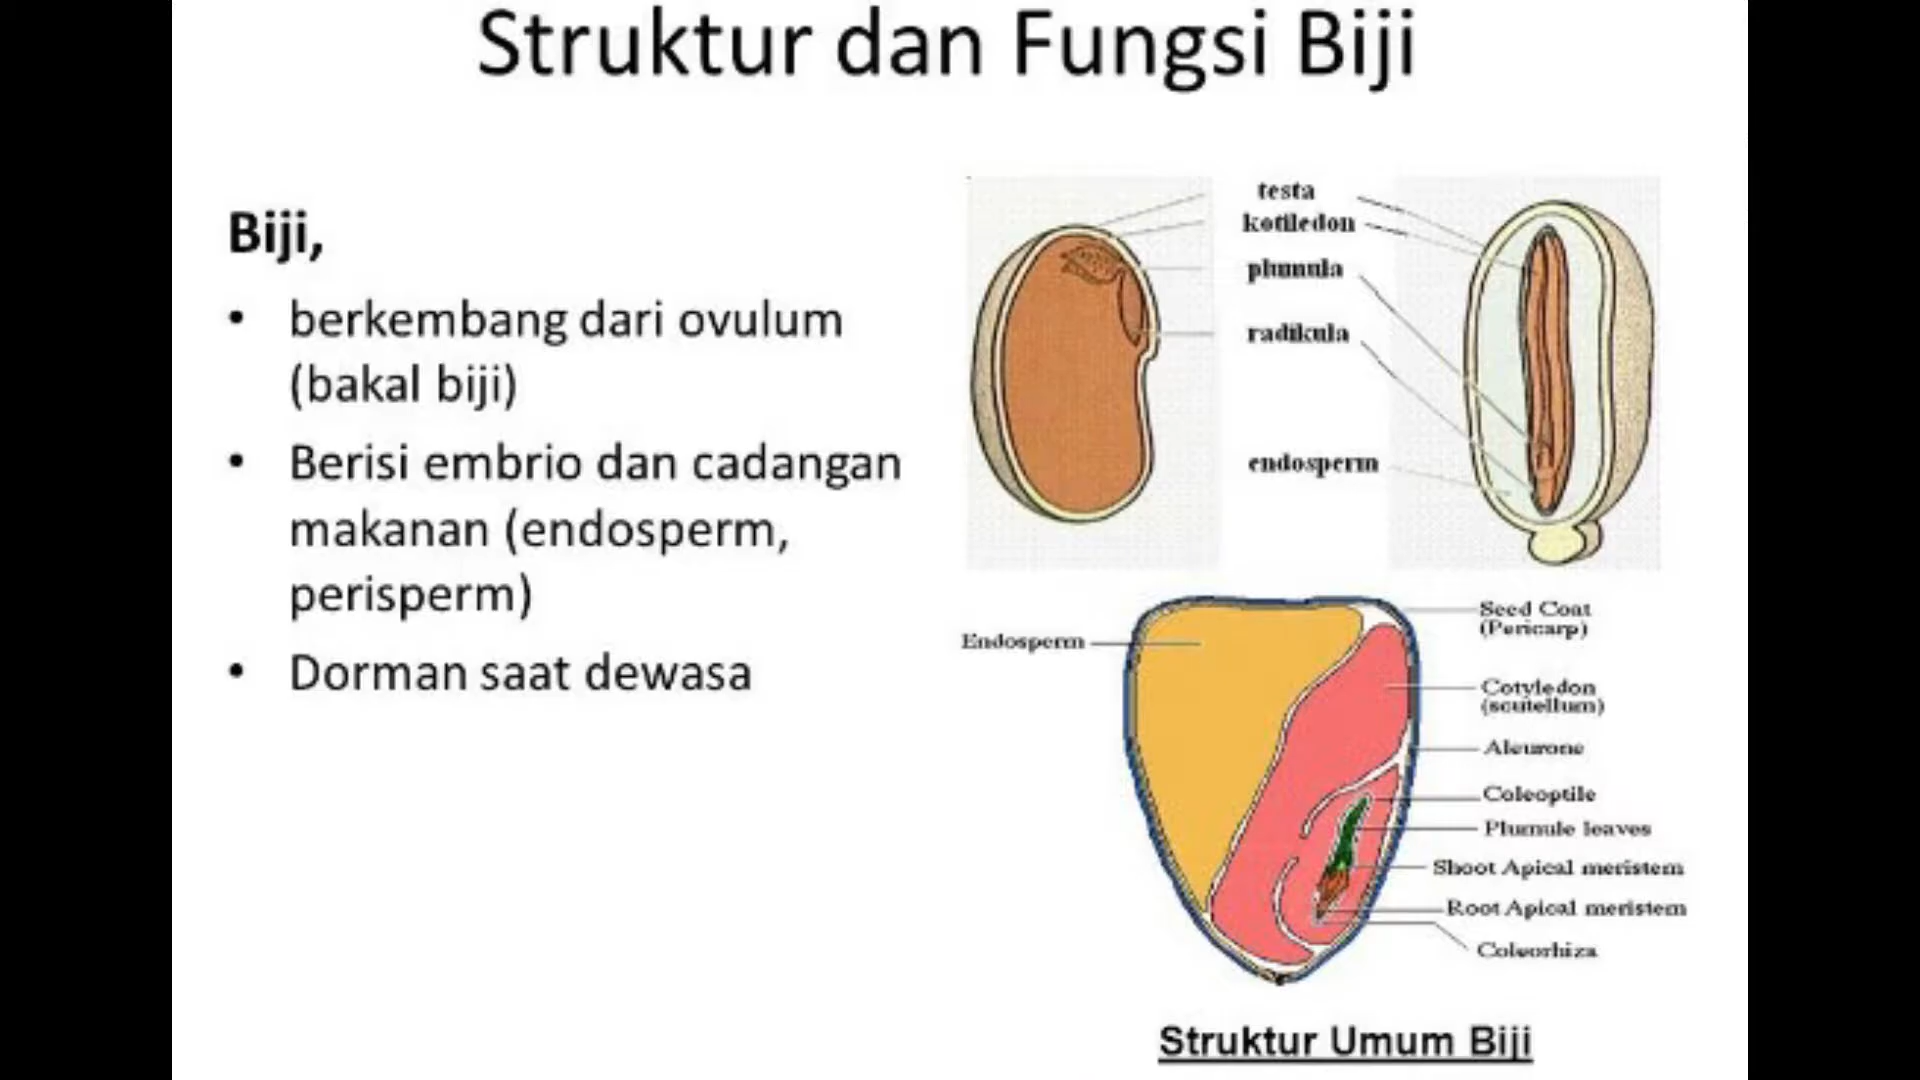 Struktur dan Fungsi Biji
Biji,
• berkembang dari ovulum
(bakal biji)
• Berisi embrio dan cadangan
makanan (endosperm,
perisperm)
• Dorman saat dewasa
testa
kotiledon
plumula
radikula
endosperm
Endosperm
Seed Coat
(Pericarp)
Cotyledon
(scutellum)
Aleurone
Coleoptile
Plumule leaves
Shoot Apical meristem
Root Apical meristem
Coleorhiza
Struktur Umum Biji